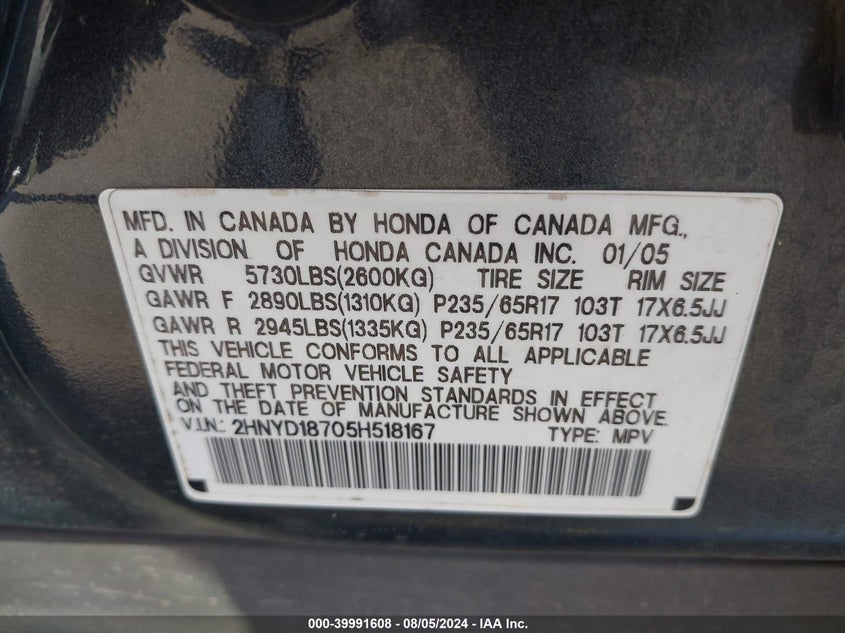 MFD. IN CANADA BY HONDA OF CANADA MFG.,
A DIVISION OF HONDA CANADA INC. 01/05
GVWR 5730LBS(2600KG) TIRE SIZE RIM SIZE
GAWR F 2890LBS(1310KG) P235/65R17 103T 17X6.5JJ
GAWR R 2945LBS(1335KG) P235/65R17 103T 17X6.5JJ
THIS VEHICLE CONFORMS TO ALL APPLICABLE
FEDERAL MOTOR VEHICLE SAFETY
AND THEFT PREVENTION STANDARDS IN EFFECT
ON THE DATE OF MANUFACTURE SHOWN ABOVE.
V.I.N.: 2HNYD18705H518167 TYPE: MPV
000-39991608 - 08/05/2024 - IAA Inc.